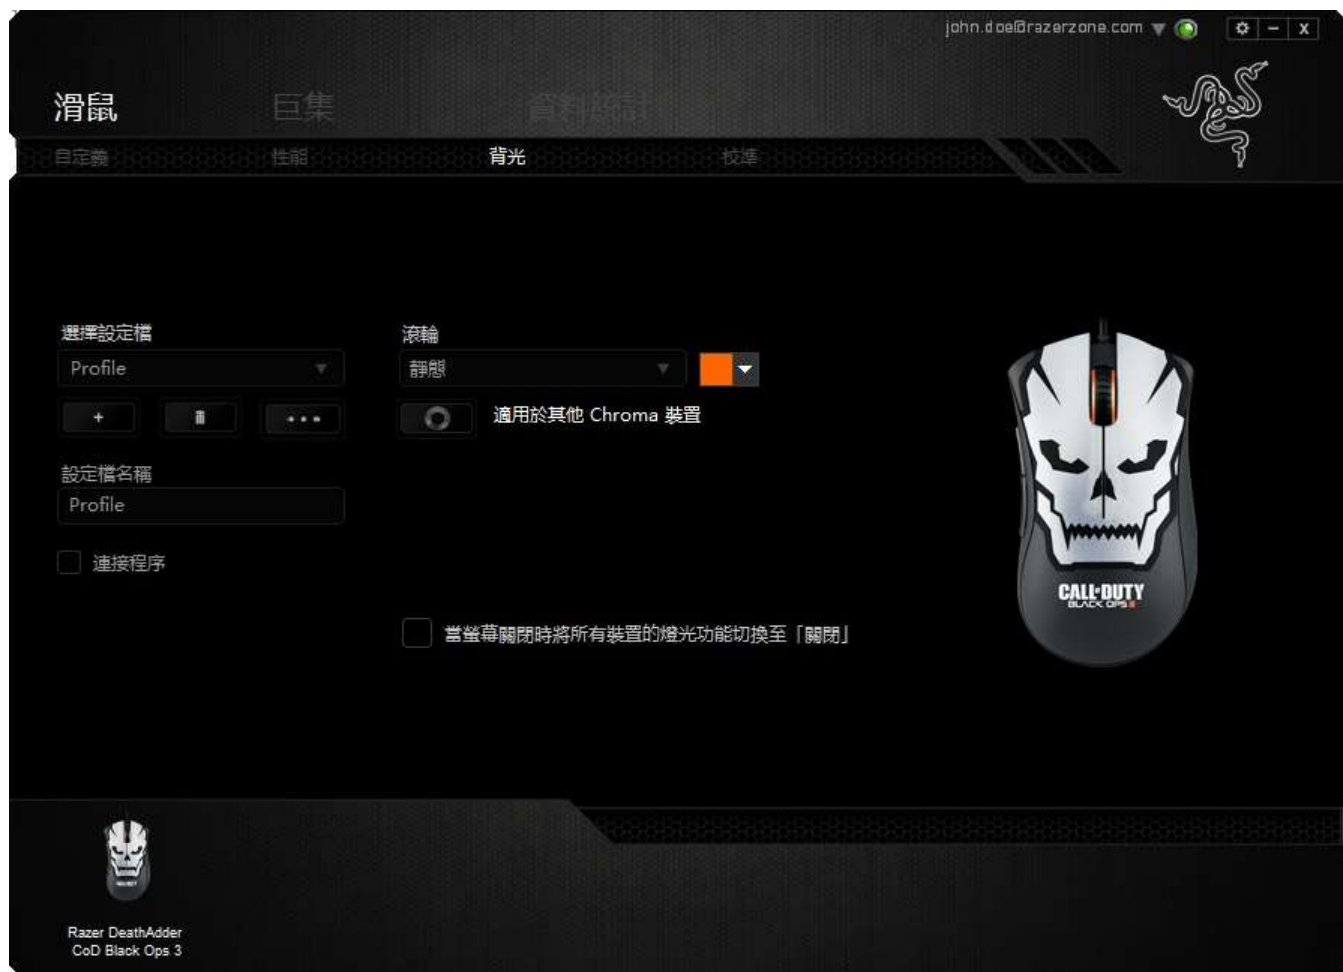 john.doe@razerzone.com
滑鼠 巨集 資料統計
自定義 性能 背光 校準
選擇設定檔
Profile
設定檔名稱
Profile
連接程序
滾輪
靜態
適用於其他 Chroma 裝置
當螢幕關閉時將所有裝置的燈光功能切換至「關閉」
CALL·DUTY
BLACK OPS III
Razer DeathAdder
CoD Black Ops 3